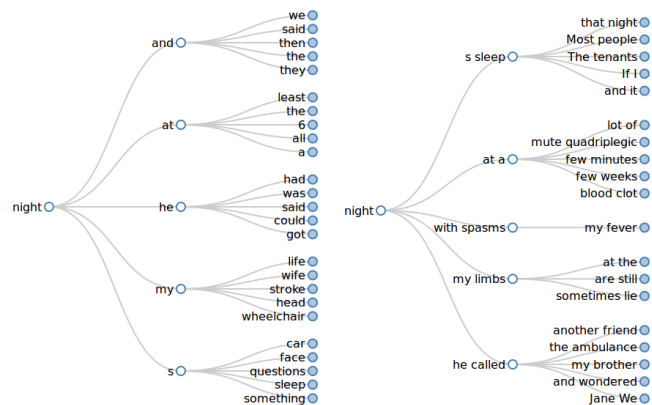 night
and
we
said
then
the
they
at
least
the
6
all
a
he
had
was
said
could
got
my
life
wife
stroke
head
wheelchair
s
car
face
questions
sleep
something
night
s sleep
that night
Most people
The tenants
If I
and it
at a
lot of
mute quadriplegic
few minutes
few weeks
blood clot
with spasms
my fever
my limbs
at the
are still
sometimes lie
he called
another friend
the ambulance
my brother
and wondered
Jane We